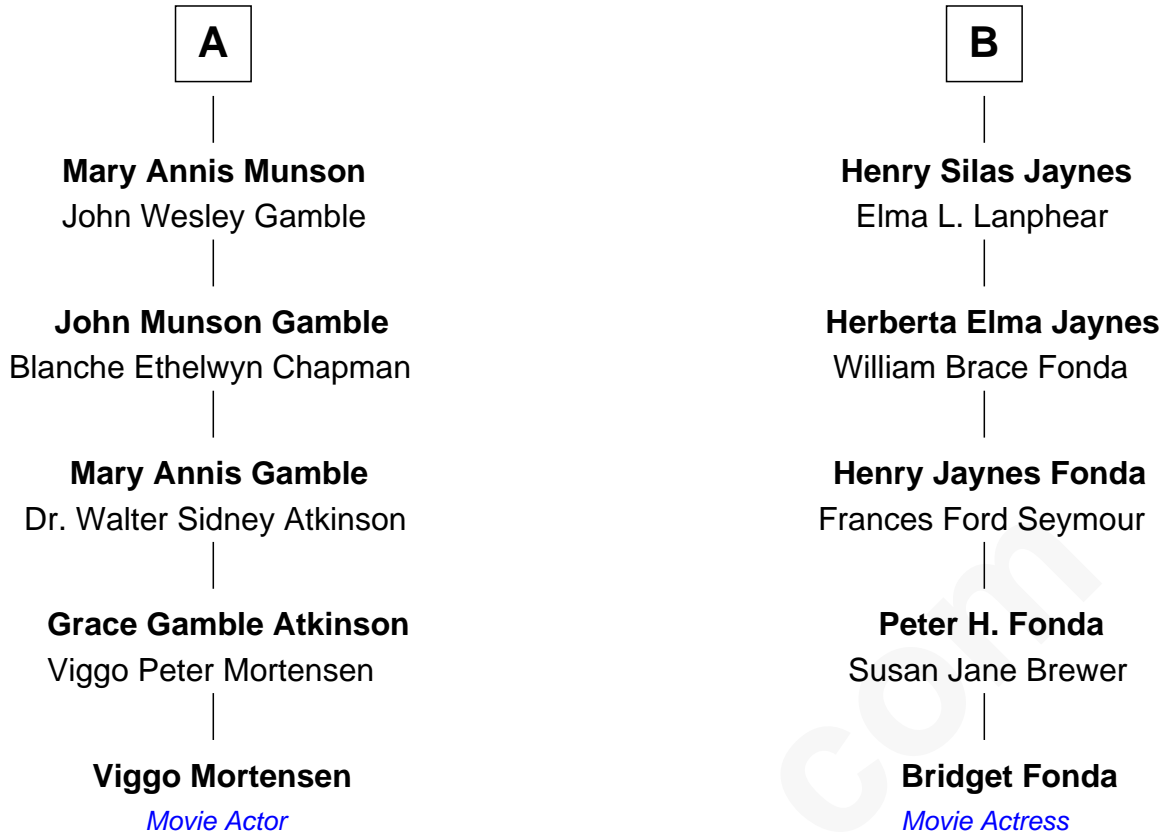 A
Mary Annis Munson
John Wesley Gamble
John Munson Gamble
Blanche Ethelwyn Chapman
Mary Annis Gamble
Dr. Walter Sidney Atkinson
Grace Gamble Atkinson
Viggo Peter Mortensen
Viggo Mortensen
Movie Actor
B
Henry Silas Jaynes
Elma L. Lanphear
Herberta Elma Jaynes
William Brace Fonda
Henry Jaynes Fonda
Frances Ford Seymour
Peter H. Fonda
Susan Jane Brewer
Bridget Fonda
Movie Actress
com